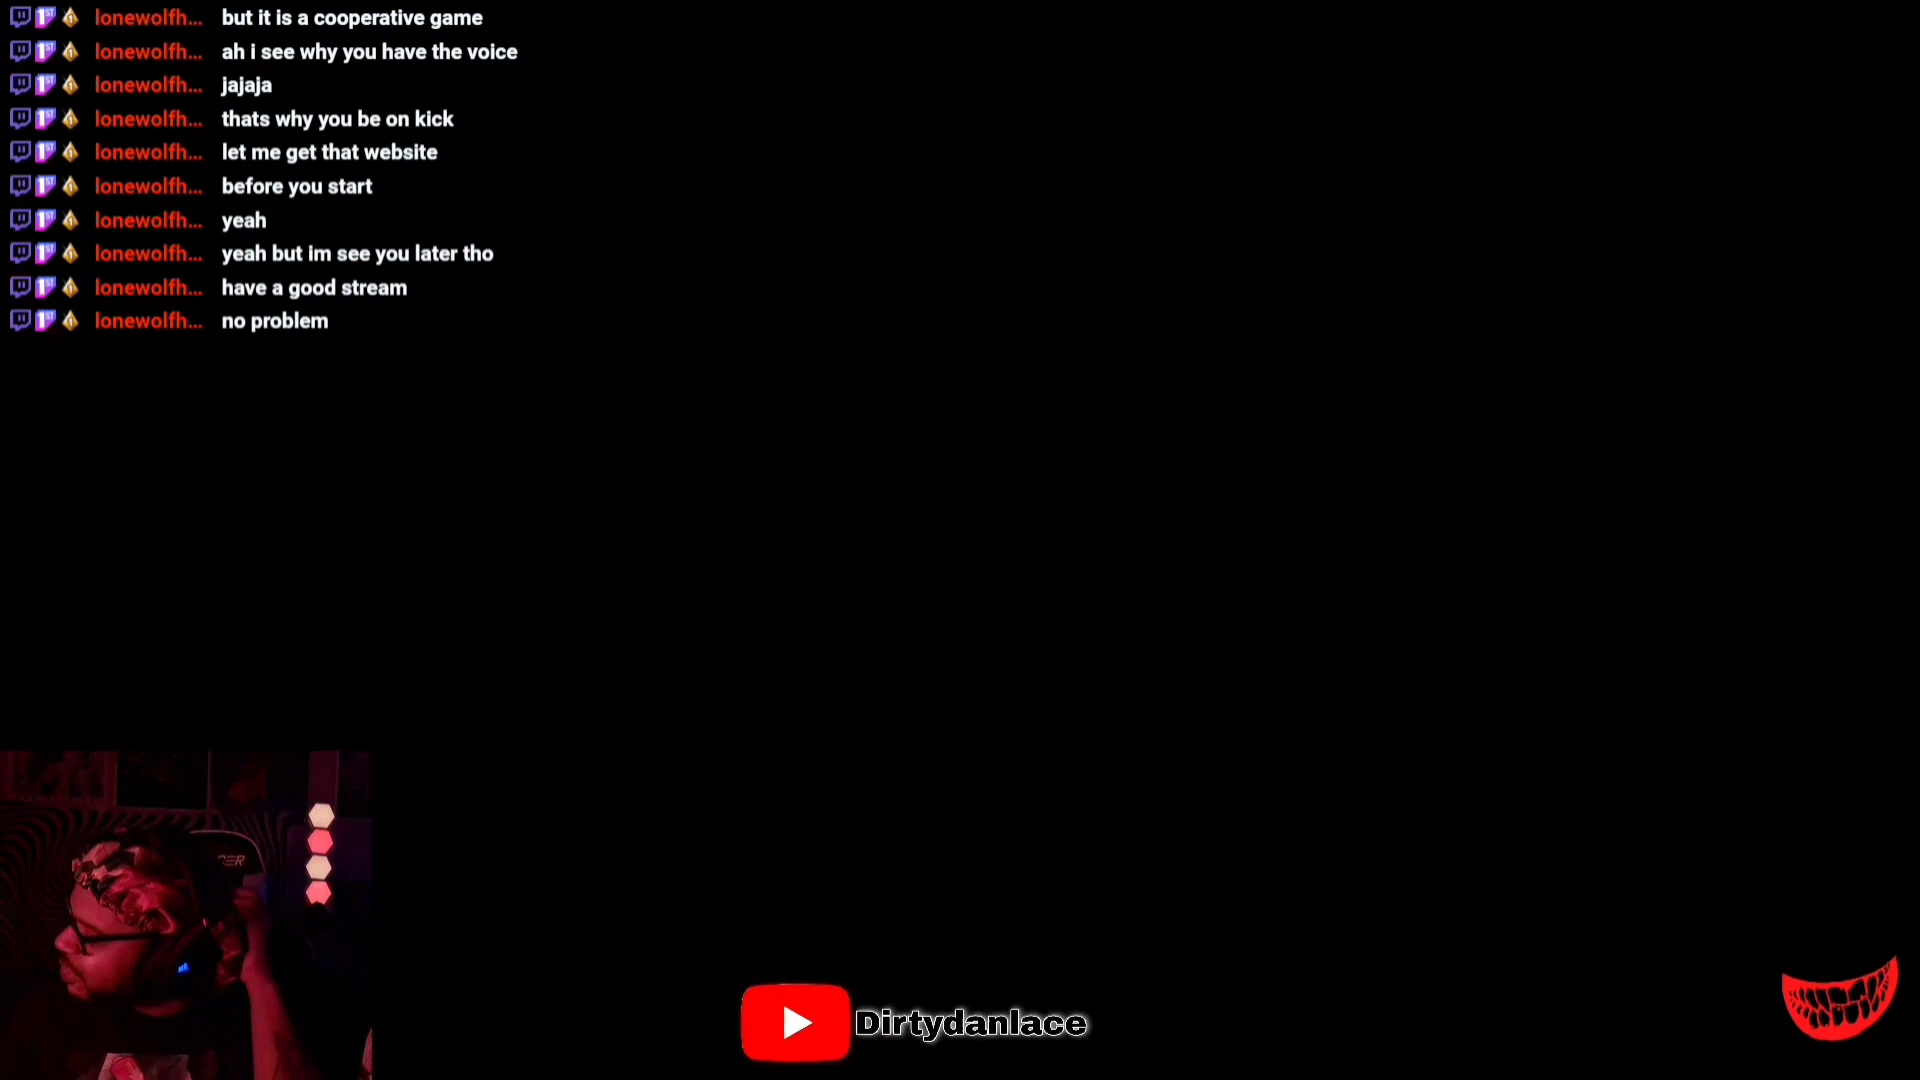 lonewolfh... but it is a cooperative game
lonewolfh... ah i see why you have the voice
lonewolfh... jajaja
lonewolfh... thats why you be on kick
lonewolfh... let me get that website
lonewolfh... before you start
lonewolfh... yeah
lonewolfh... yeah but im see you later tho
lonewolfh... have a good stream
lonewolfh... no problem
Dirtydanlace